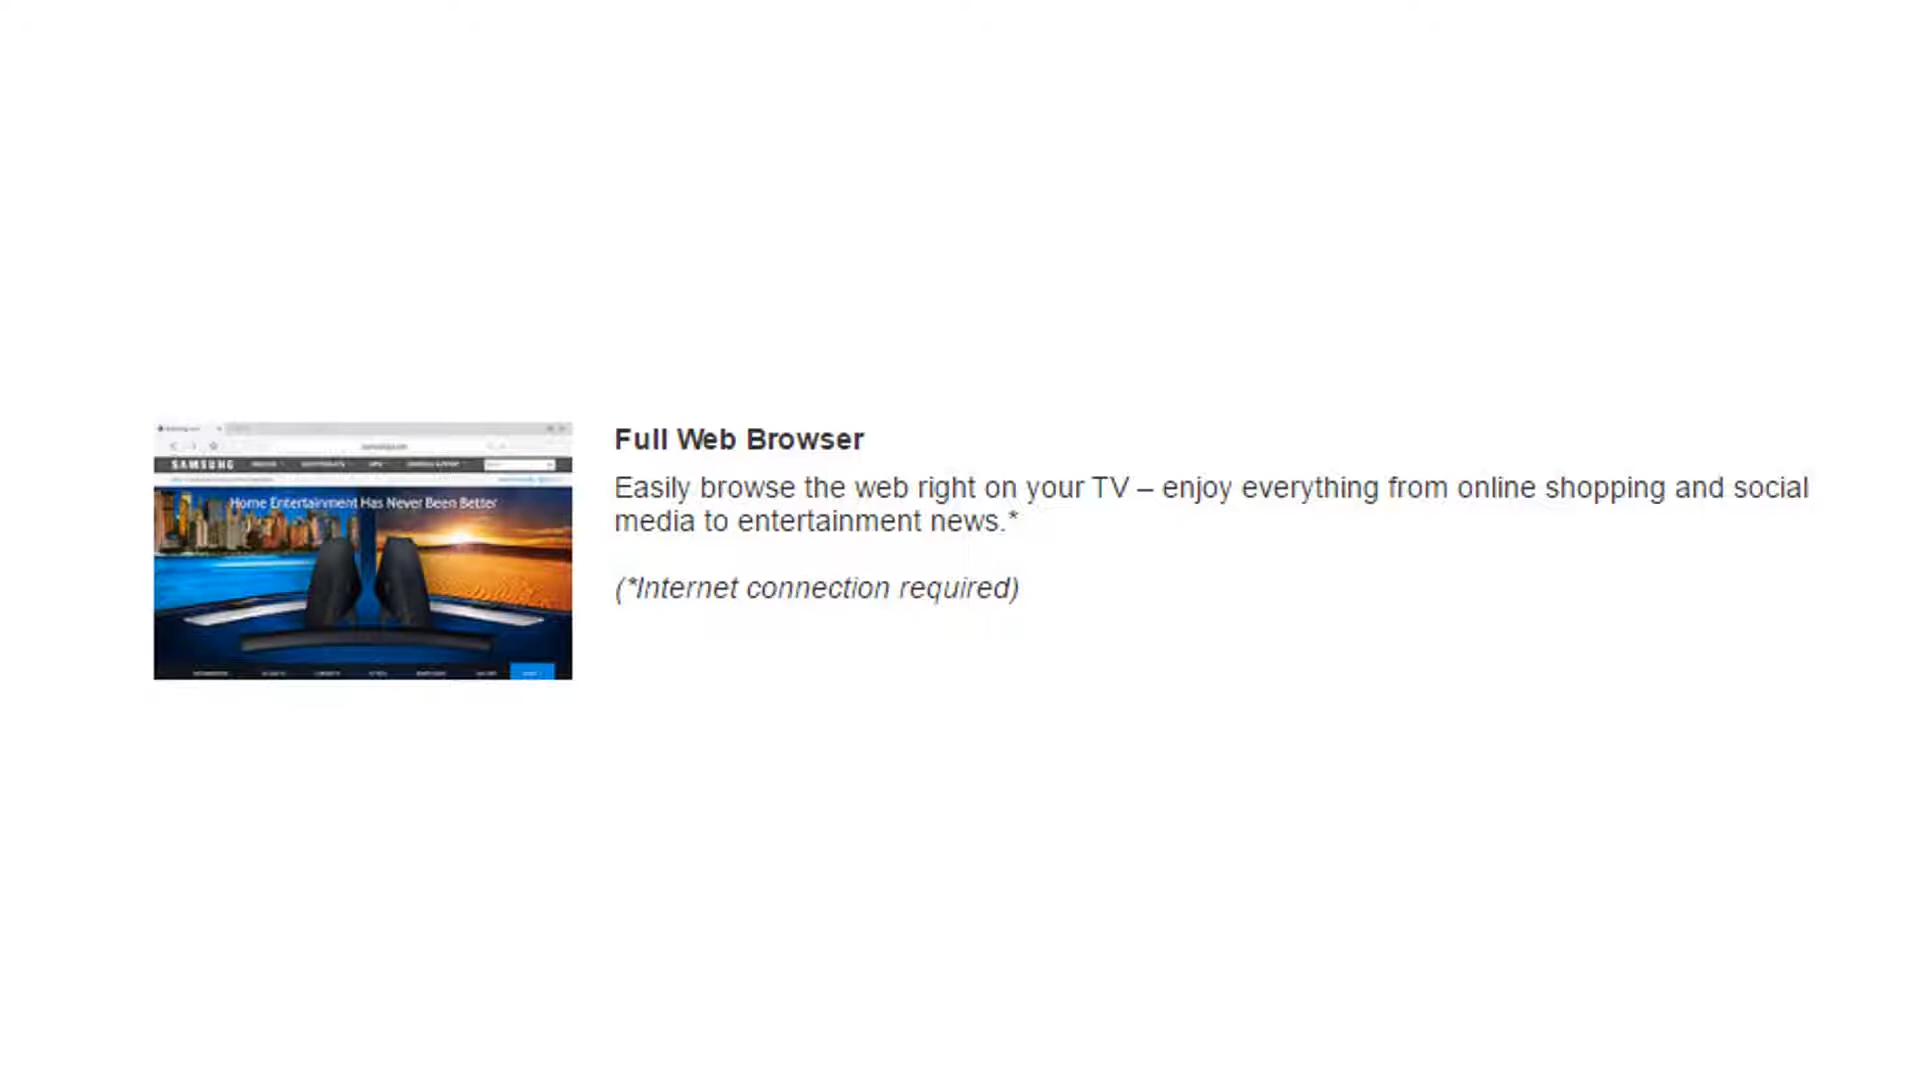 SAMSUNG
Home Entertainment Has Never Been Better
Full Web Browser
Easily browse the web right on your TV – enjoy everything from online shopping and social
media to entertainment news.*
(*Internet connection required)